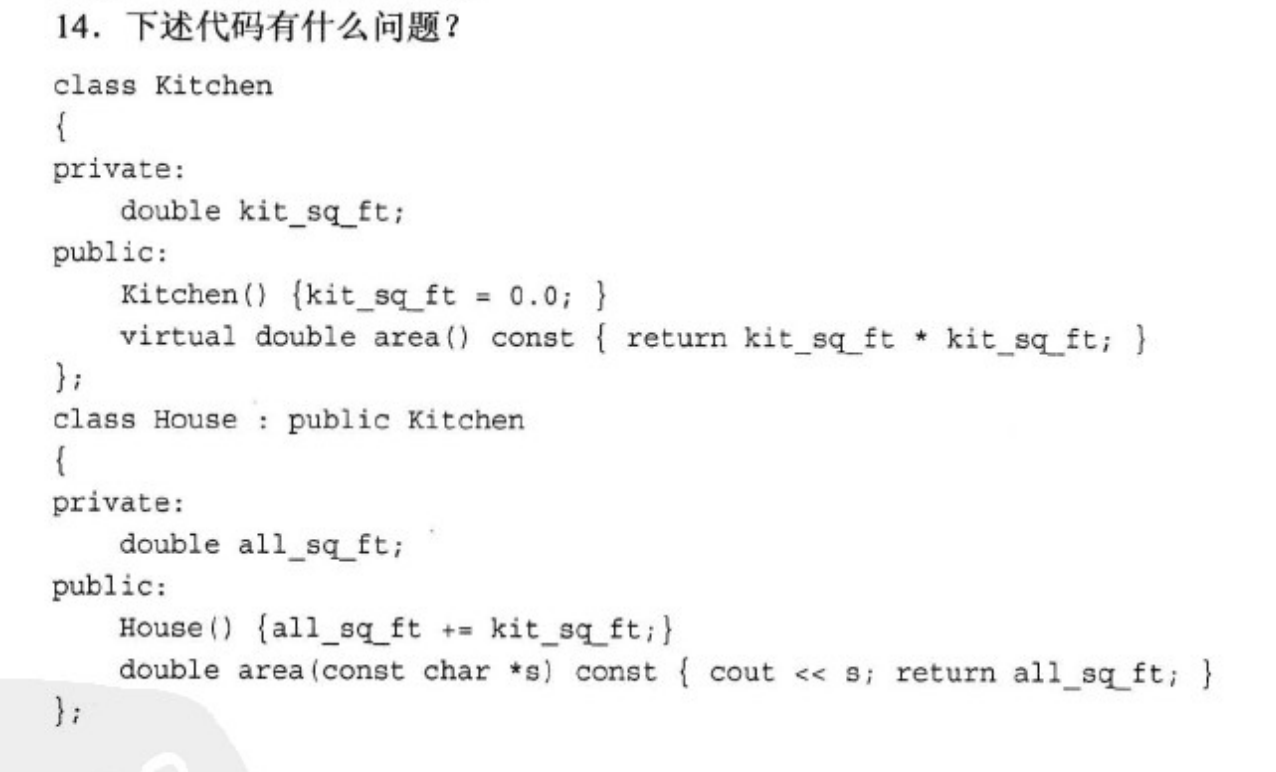 14. 下述代码有什么问题？
class Kitchen
{
private:
    double kit_sq_ft;
public:
    Kitchen() {kit_sq_ft = 0.0; }
    virtual double area() const { return kit_sq_ft * kit_sq_ft; }
};
class House : public Kitchen
{
private:
    double all_sq_ft;
public:
    House() {all_sq_ft += kit_sq_ft;}
    double area(const char *s) const { cout << s; return all_sq_ft; }
};